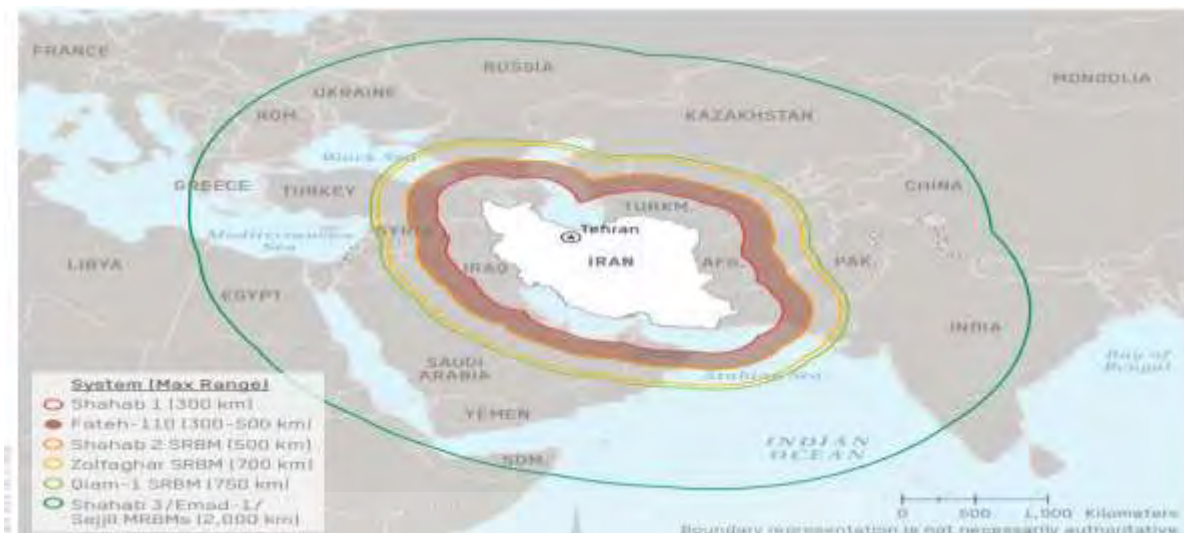 FRANCE
RUSSIA
MONGOLIA
UKRAINE
KAZAKHSTAN
ROM.
Black Sea
GREECE
TURKEY
CHINA
TURKM.
Mediterranean
Sea
SYRIA
Tehran
IRAN
IRAQ
AFG.
PAK.
LIBYA
EGYPT
INDIA
SAUDI
ARABIA
Arabian Sea
Bay of
Bengal
YEMEN
INDIAN
OCEAN
SOM.
System (Max Range)
Shahab 1 (300 km)
Fateh-110 (300-500 km)
Shahab 2 SRBM (500 km)
Zolfaghar SRBM (700 km)
Qiam-1 SRBM (750 km)
Shahab 3/Emad-1/
Sejjil MRBMs (2,000 km)
0 500 1,000 Kilometers
Boundary representation is not necessarily authoritative